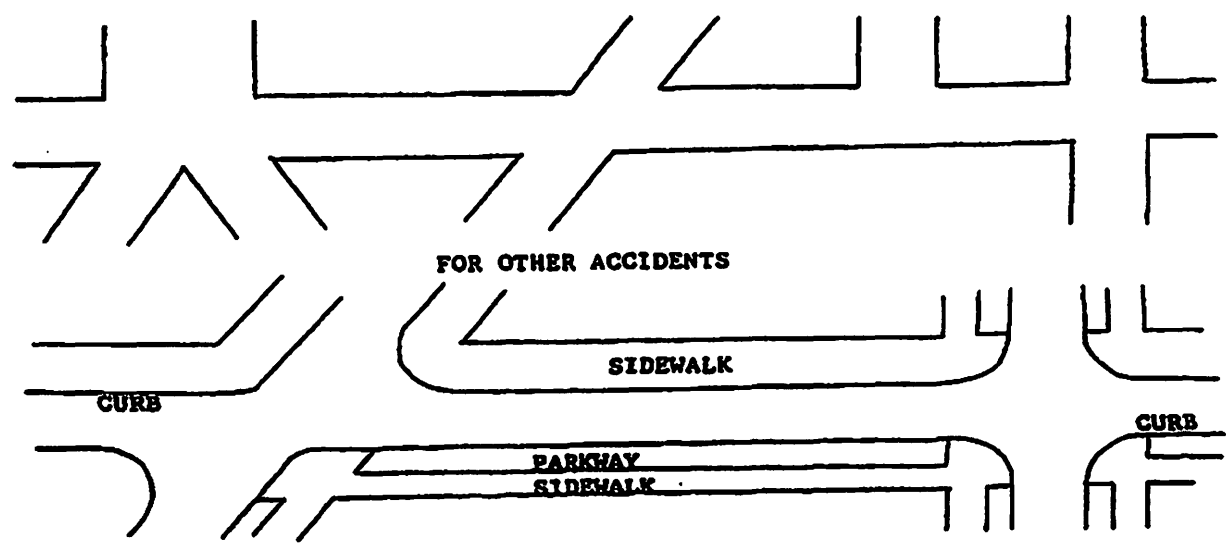 FOR OTHER ACCIDENTS
SIDEWALK
CURB
CURB
PARKWAY
SIDEWALK